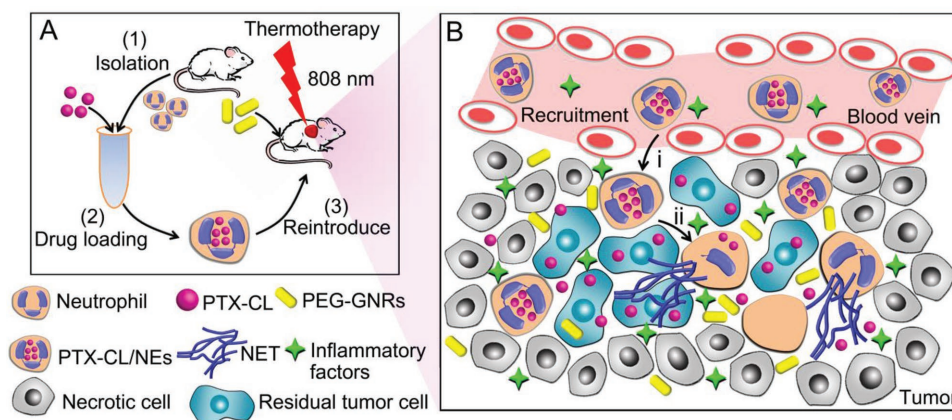 A
(1)
Isolation
Thermotherapy
808 nm
(2)
Drug loading
(3)
Reintroduce
Neutrophil
PTX-CL
PEG-GNRs
PTX-CL/NEs
NET
Inflammatory
factors
Necrotic cell
Residual tumor cell
B
Recruitment
Blood vein
i
ii
Tumo